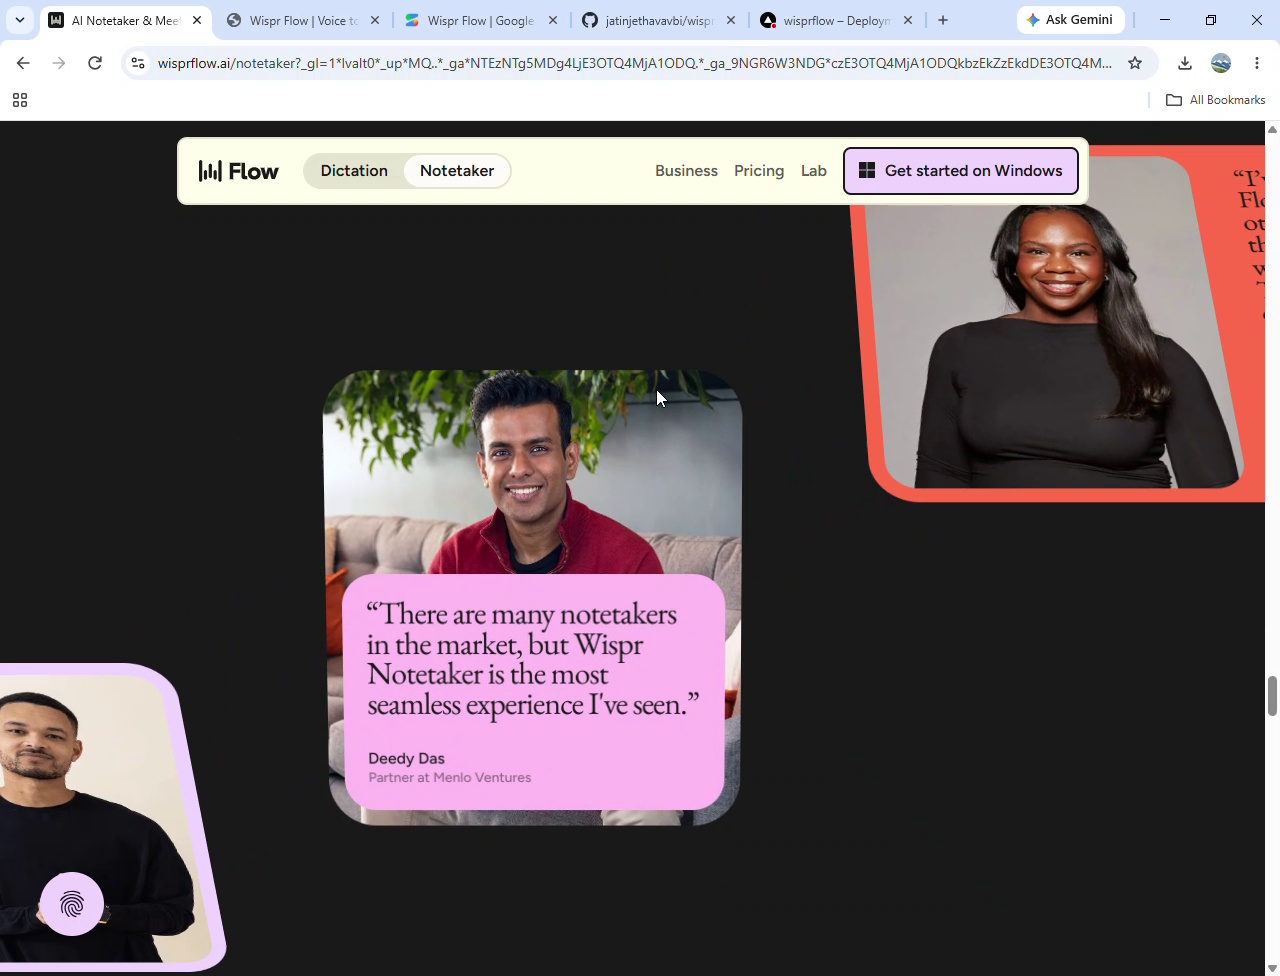 AI Notetaker & Mee
Wispr Flow | Voice to
Wispr Flow | Google
jatinjethavavbi/wispr
wisprflow – Deploym
Ask Gemini
wisprflow.ai/notetaker?_gl=1*lvalt0*_up*MQ..*_ga*NTEzNTg5MDg4LjE3OTQ4MjA1ODQ.*_ga_9NGR6W3NDG*czE3OTQ4MjA1ODQkbzEkZzEkdDE3OTQ4M...
All Bookmarks
Flow
Dictation
Notetaker
Business
Pricing
Lab
Get started on Windows
“There are many notetakers
in the market, but Wispr
Notetaker is the most
seamless experience I've seen.”
Deedy Das
Partner at Menlo Ventures